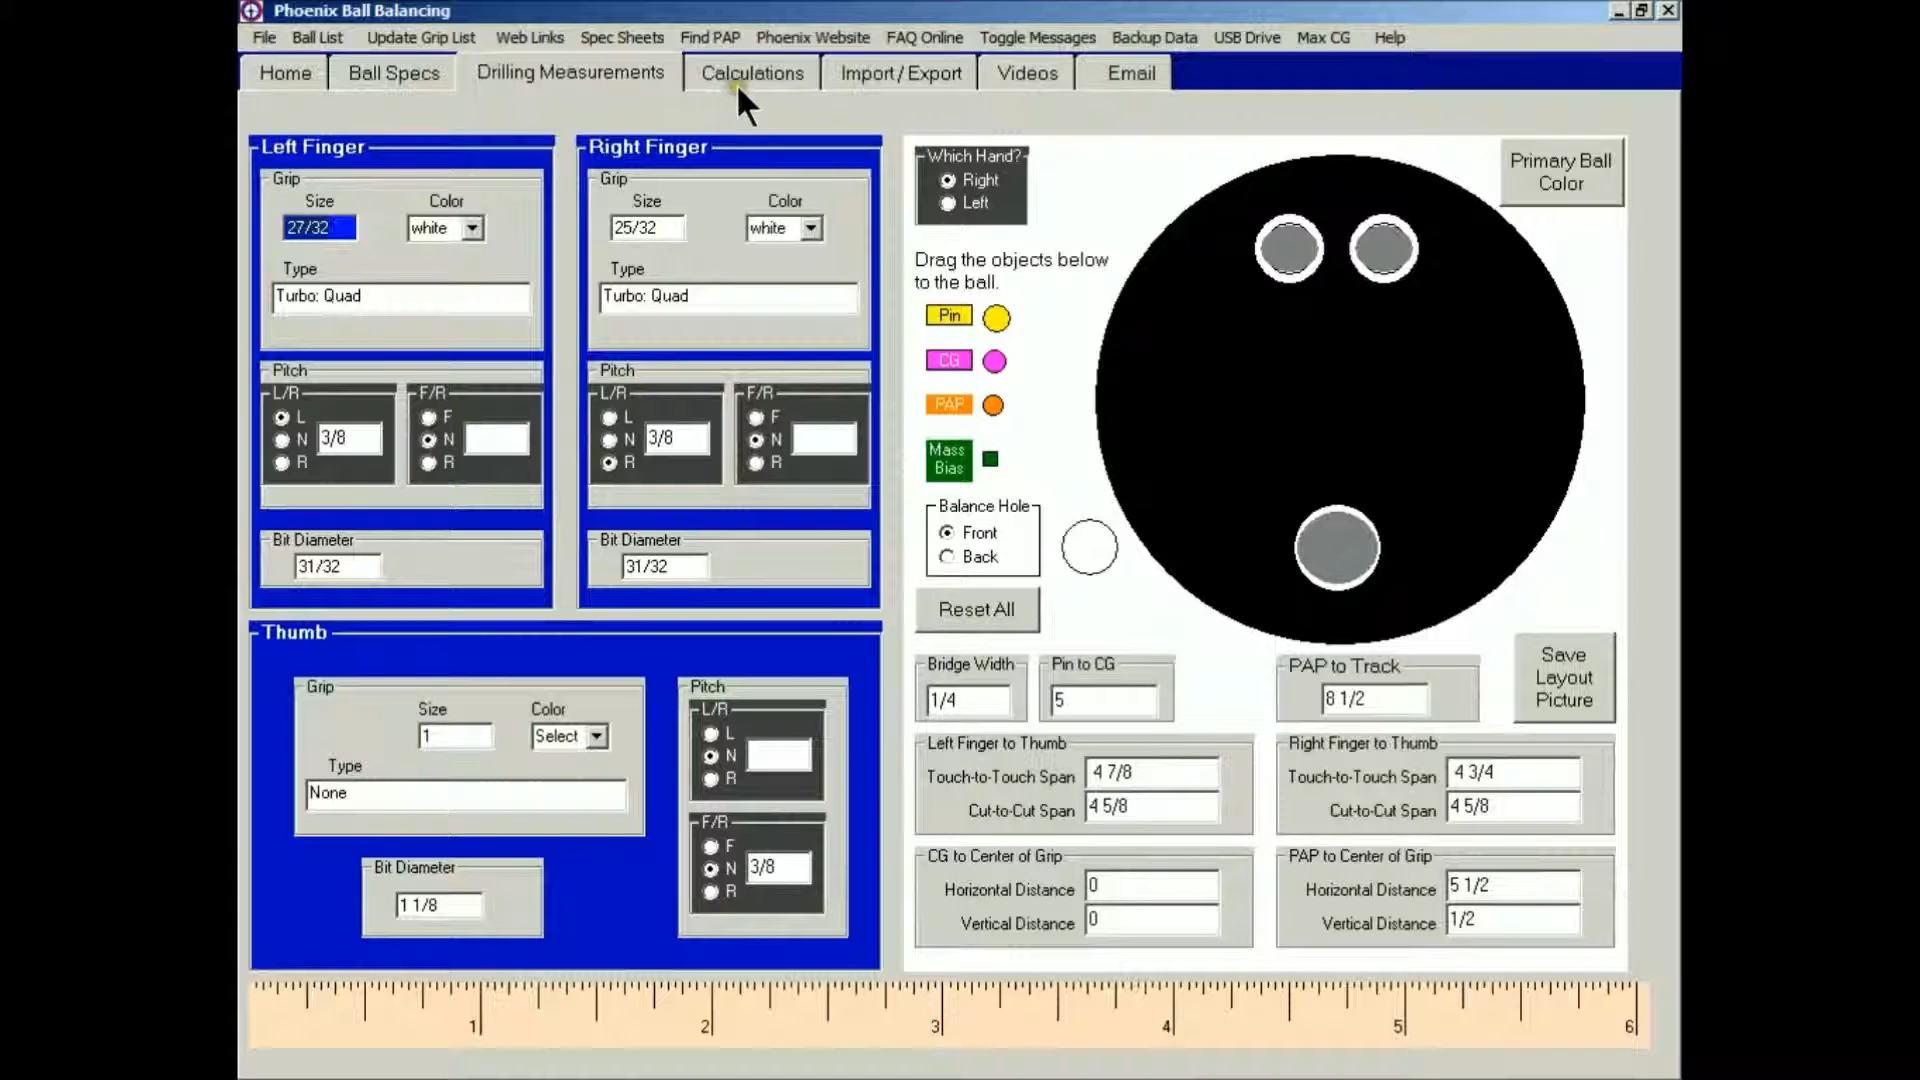 Phoenix Ball Balancing
File Ball List Update Grip List Web Links Spec Sheets Find PAP Phoenix Website FAQ Online Toggle Messages Backup Data USB Drive Max CG Help
Home Ball Specs Drilling Measurements Calculations Import / Export Videos Email
Left Finger
Grip
Size Color
27/32 white
Type
Turbo: Quad
Pitch
L/R F/R
L F
N 3/8 N
R R
Bit Diameter
31/32
Right Finger
Grip
Size Color
25/32 white
Type
Turbo: Quad
Pitch
L/R F/R
L F
N 3/8 N
R R
Bit Diameter
31/32
Thumb
Grip
Size Color
1 Select
Type
None
Bit Diameter
1 1/8
Pitch
L/R
L
N
R
F/R
F
N 3/8
R
Which Hand?
Right
Left
Primary Ball
Color
Drag the objects below
to the ball.
Pin
CG
PAP
Mass
Bias
Balance Hole
Front
Back
Reset All
Bridge Width
1/4
Pin to CG
5
PAP to Track
8 1/2
Save
Layout
Picture
Left Finger to Thumb
Touch-to-Touch Span 4 7/8
Cut-to-Cut Span 4 5/8
Right Finger to Thumb
Touch-to-Touch Span 4 3/4
Cut-to-Cut Span 4 5/8
CG to Center of Grip
Horizontal Distance 0
Vertical Distance 0
PAP to Center of Grip
Horizontal Distance 5 1/2
Vertical Distance 1/2
1 2 3 4 5 6